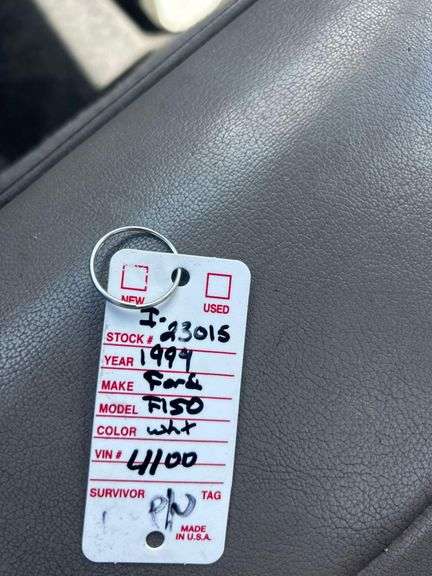 NEW USED
I-
STOCK # 23015
YEAR 1999
MAKE Ford
MODEL F150
COLOR wht
VIN # 4100
SURVIVOR TAG
P/N
MADE
IN U.S.A.